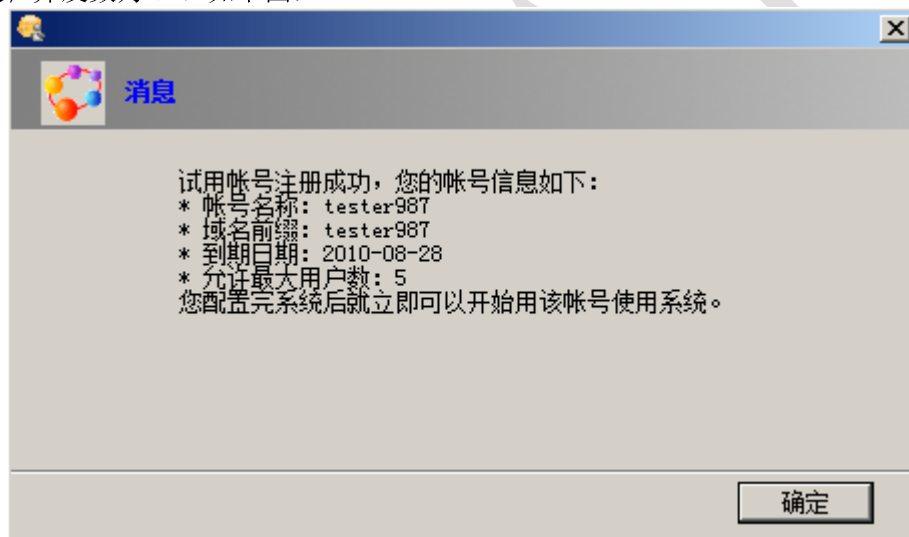 消息
试用帐号注册成功，您的帐号信息如下：
* 帐号名称：tester987
* 域名前缀：tester987
* 到期日期：2010-08-28
* 允许最大用户数：5
您配置完系统后就立即可以开始用该帐号使用系统。
确定